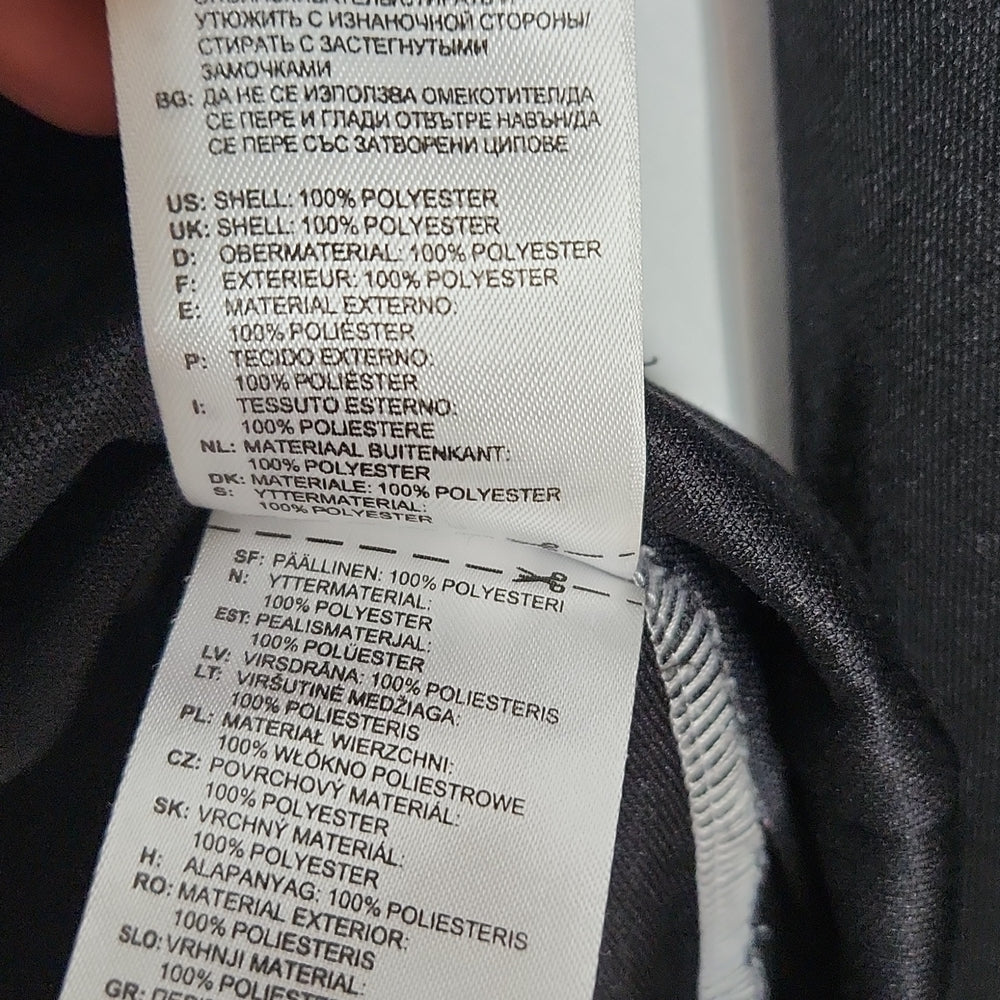 УТЮЖИТЬ С ИЗНАНОЧНОЙ СТОРОНЫ/
СТИРАТЬ С ЗАСТЕГНУТЫМИ
ЗАМОЧКАМИ
BG: ДА НЕ СЕ ИЗПОЛЗВА ОМЕКОТИТЕЛ/ДА
СЕ ПЕРЕ И ГЛАДИ ОТВЪТРЕ НАВЪН/ДА
СЕ ПЕРЕ СЪС ЗАТВОРЕНИ ЦИПОВЕ
US: SHELL: 100% POLYESTER
UK: SHELL: 100% POLYESTER
D: OBERMATERIAL: 100% POLYESTER
F: EXTERIEUR: 100% POLYESTER
E: MATERIAL EXTERNO:
100% POLIÉSTER
P: TECIDO EXTERNO:
100% POLIÉSTER
I: TESSUTO ESTERNO:
100% POLIESTERE
NL: MATERIAAL BUITENKANT:
100% POLYESTER
DK: MATERIALE: 100% POLYESTER
S: YTTERMATERIAL:
100% POLYESTER
SF: PÄÄLLINEN: 100% POLYESTERI
N: YTTERMATERIAL:
100% POLYESTER
EST: PEALISMATERJAL:
100% POLÜESTER
LV: VIRSDRĀNA: 100% POLIESTERIS
LT: VIRŠUTINĖ MEDŽIAGA:
100% POLIESTERIS
PL: MATERIAŁ WIERZCHNI:
100% WŁÓKNO POLIESTROWE
CZ: POVRCHOVÝ MATERIÁL:
100% POLYESTER
SK: VRCHNÝ MATERIÁL:
100% POLYESTER
H: ALAPANYAG: 100% POLIESTERIS
RO: MATERIAL EXTERIOR:
100% POLIESTERIS
SLO: VRHNJI MATERIAL:
100%
GR: